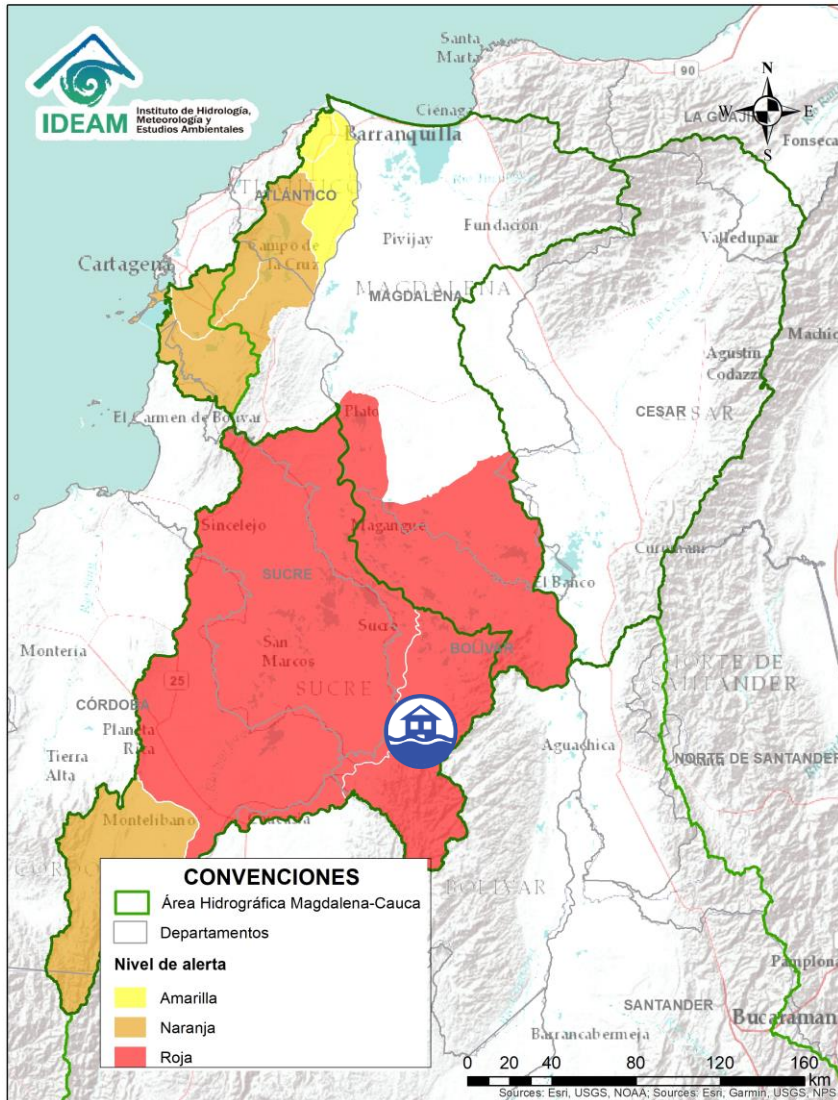 IDEAM
Instituto de Hidrología,
Meteorología y
Estudios Ambientales
Santa
Marta
90
N
W
E
S
LA GUAJIR
Fonseca
Ciénaga
Barranquilla
ATLÁNTICO
Campo de
la Cruz
Pivijay
Fundación
Valledupar
Cartagena
MAGDALENA
MAGDALENA
Agustín
Codazzi
CESAR
CESAR
El Carmen de Bolívar
Plato
Sincelejo
Magangué
Curumaní
El Banco
SUCRE
Montería
San
Marcos
Sucre
BOLÍVAR
SUCRE
NORTE DE
SANTANDER
25
CÓRDOBA
Planeta
Rica
Tierra
Alta
Aguachica
NORTE DE SANTANDER
Montelíbano
BOLÍVAR
CONVENCIONES
Área Hidrográfica Magdalena-Cauca
Departamentos
Nivel de alerta
Amarilla
Naranja
Roja
Pamplona
SANTANDER
Bucaraman
Barrancabermeja
0 20 40 80 120 160
km
Sources: Esri, USGS, NOAA; Sources: Esri, Garmin, USGS, NPS